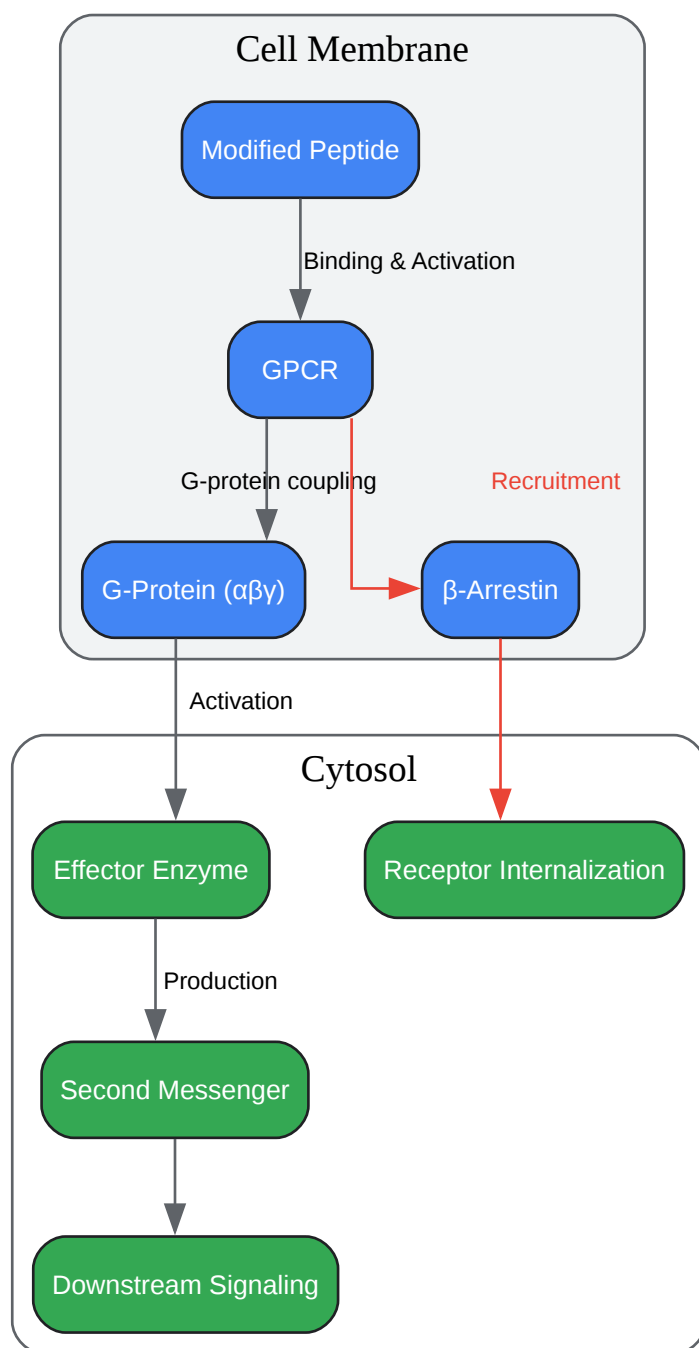 Cell Membrane
Modified Peptide
Binding & Activation
GPCR
G-protein coupling
Recruitment
G-Protein (αβγ)
β-Arrestin
Activation
Cytosol
Effector Enzyme
Receptor Internalization
Production
Second Messenger
Downstream Signaling